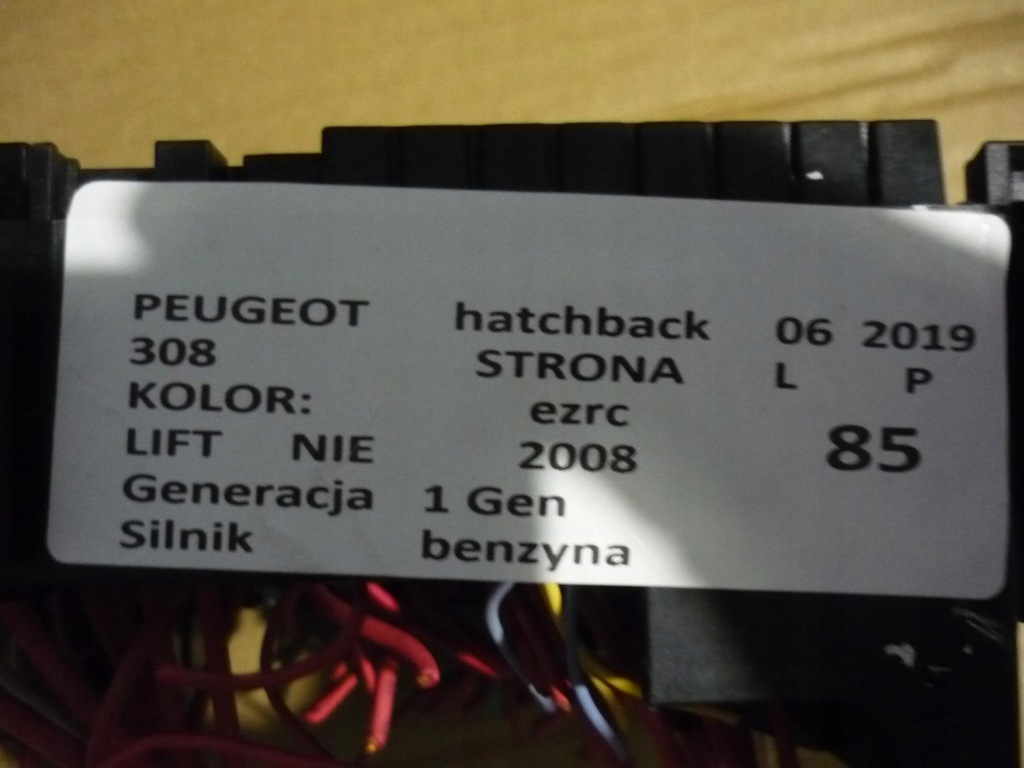 PEUGEOT hatchback 06 2019
308 STRONA L P
KOLOR: ezrc
LIFT NIE 2008 85
Generacja 1 Gen
Silnik benzyna